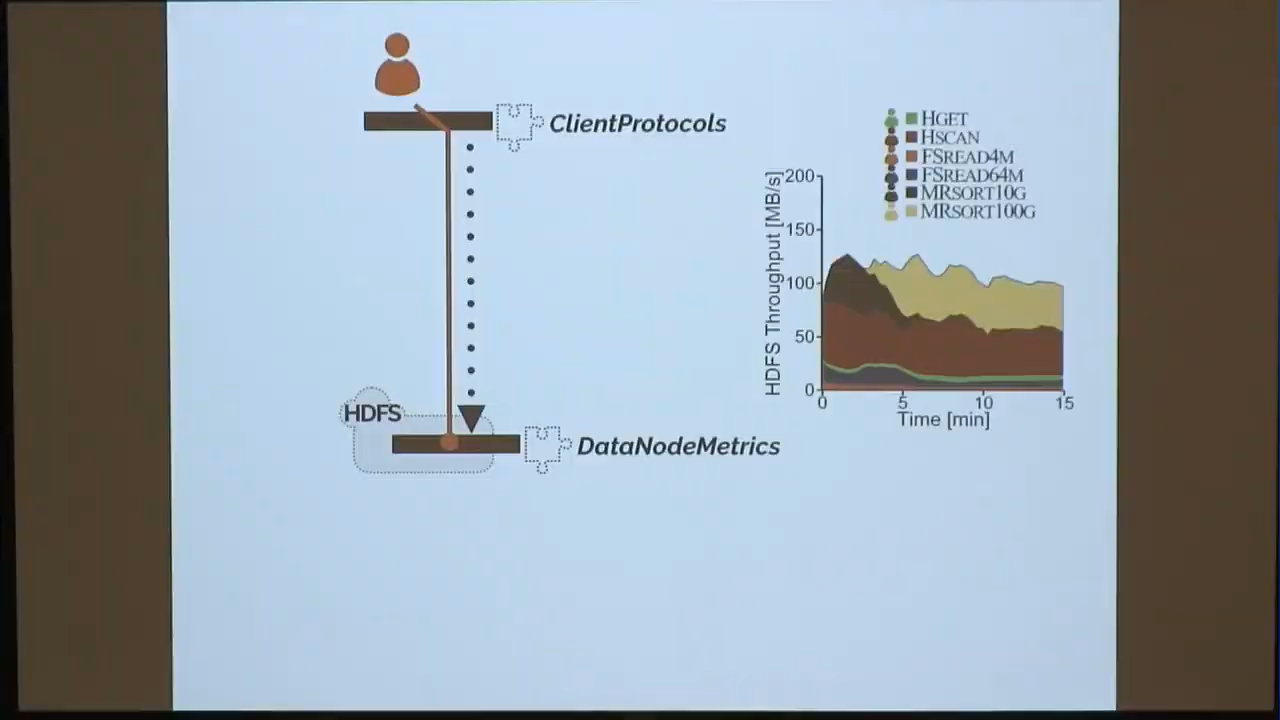 ClientProtocols
HDFS
DataNodeMetrics
HGET
HSCAN
FSREAD4M
FSREAD64M
MRSORT10G
MRSORT100G
HDFS Throughput [MB/s]
200
150
100
50
0
0 5 10 15
Time [min]